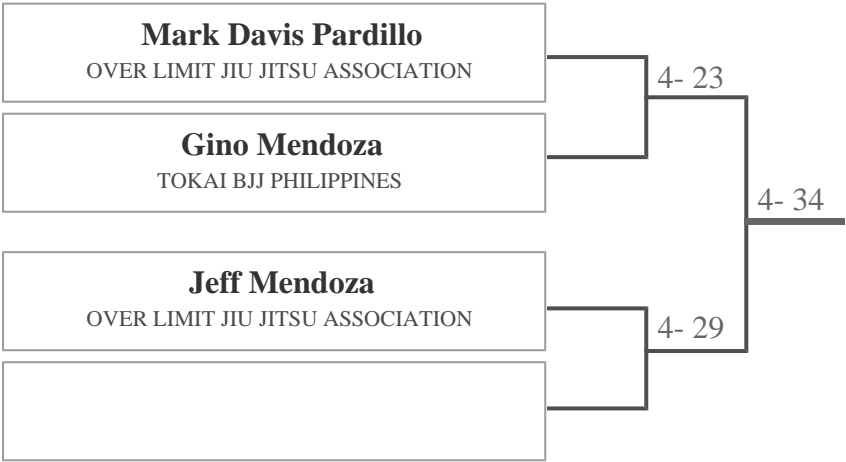 Mark Davis Pardillo
OVER LIMIT JIU JITSU ASSOCIATION
4- 23
Gino Mendoza
TOKAI BJJ PHILIPPINES
4- 34
Jeff Mendoza
OVER LIMIT JIU JITSU ASSOCIATION
4- 29